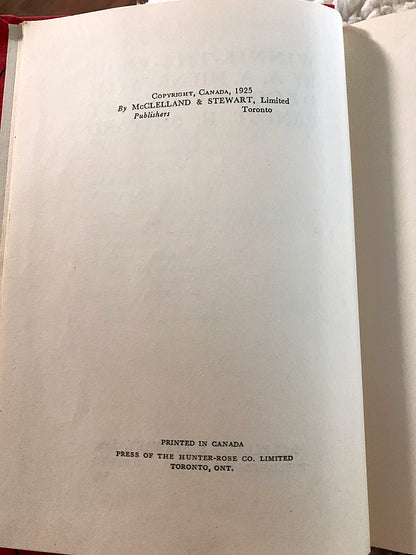 COPYRIGHT, CANADA, 1925
By McCLELLAND & STEWART, Limited
Publishers Toronto
PRINTED IN CANADA
PRESS OF THE HUNTER-ROSE CO. LIMITED
TORONTO, ONT.